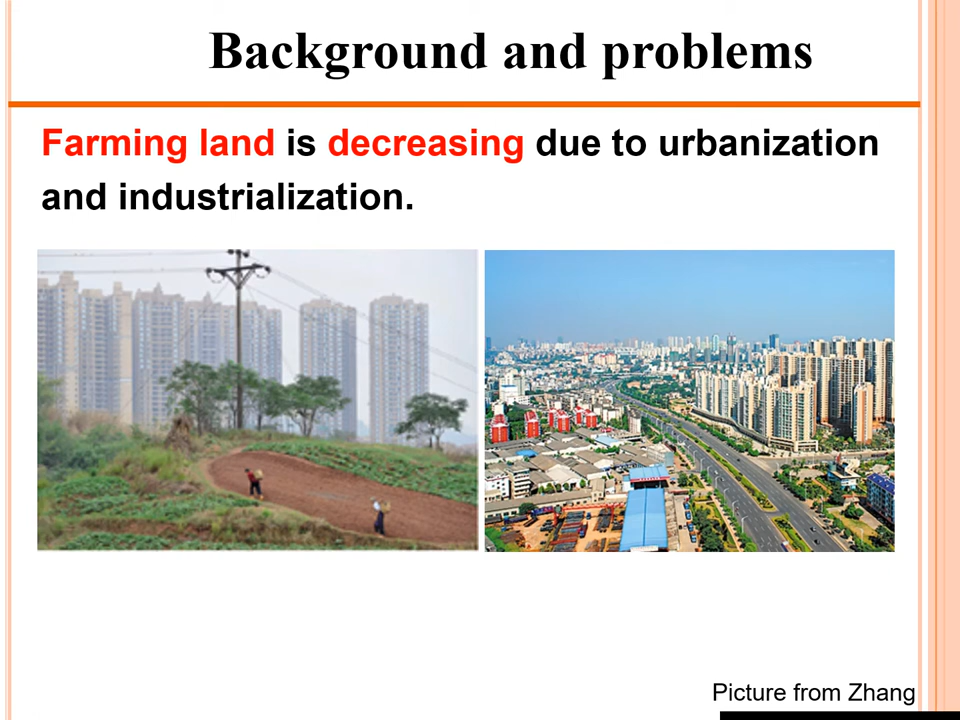 Background and problems
Farming land is decreasing due to urbanization
and industrialization.
Picture from Zhang